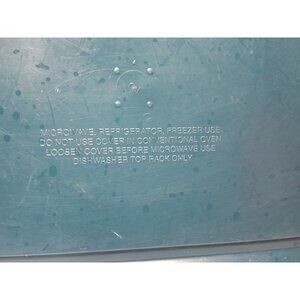 MICROWAVE, REFRIGERATOR, FREEZER USE
DO NOT USE COVER IN CONVENTIONAL OVEN
LOOSEN COVER BEFORE MICROWAVE USE
DISHWASHER TOP RACK ONLY